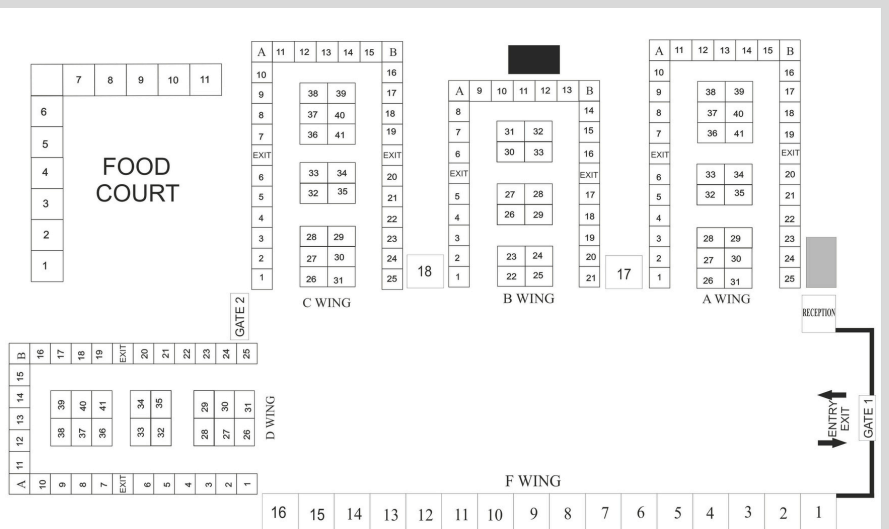 A 11 12 13 14 15 B
10 16
9 38 39 17
8 37 40 18
7 36 41 19
EXIT EXIT
6 33 34 20
5 32 35 21
4 22
3 28 29 23
2 27 30 24
1 26 31 25
C WING
A 9 10 11 12 13 B
8 14
7 31 32 15
6 30 33 16
EXIT EXIT
5 27 28 17
4 26 29 18
3 19
2 23 24 20
1 22 25 21
B WING
A 11 12 13 14 15 B
10 16
9 38 39 17
8 37 40 18
7 36 41 19
EXIT EXIT
6 33 34 20
5 32 35 21
4 22
3 28 29 23
2 27 30 24
1 26 31 25
A WING
7 8 9 10 11
6
5
4
3
2
1
FOOD
COURT
18
17
GATE 2
RECEPTION
B 16 17 18 19 EXIT 20 21 22 23 24 25
15
14 39 40 41 34 35 29 30 31
13
12 38 37 36 33 32 28 27 26
11
A 10 9 8 7 EXIT 6 5 4 3 2 1
D WING
ENTRY
EXIT
GATE 1
F WING
16 15 14 13 12 11 10 9 8 7 6 5 4 3 2 1